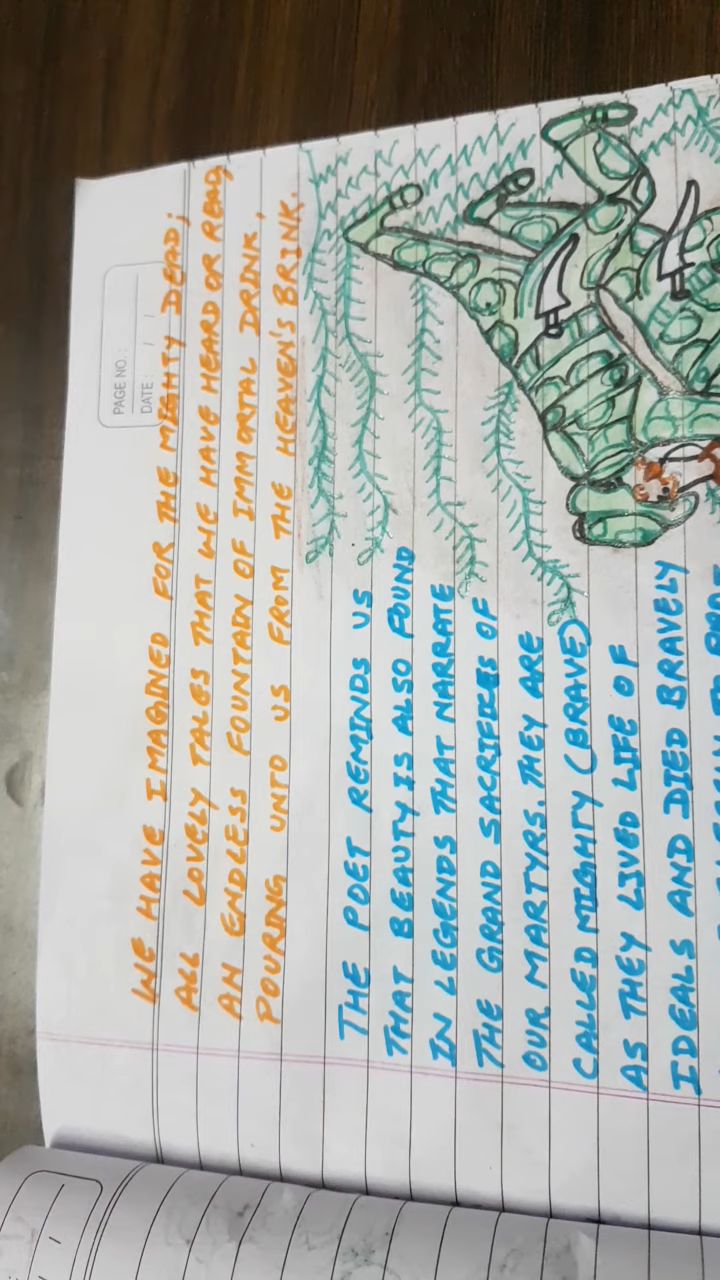 PAGE NO.:
DATE: / /
WE HAVE IMAGINED FOR THE MIGHTY DEAD;
ALL LOVELY TALES THAT WE HAVE HEARD OR READ,
AN ENDLESS FOUNTAIN OF IMMORTAL DRINK,
POURING UNTO US FROM THE HEAVEN'S BRINK.
THE POET REMINDS US
THAT BEAUTY IS ALSO FOUND
IN LEGENDS THAT NARRATE
THE GRAND SACRIFICES OF
OUR MARTYRS. THEY ARE
CALLED MIGHTY (BRAVE)
AS THEY LIVED LIFE OF
IDEALS AND DIED BRAVELY